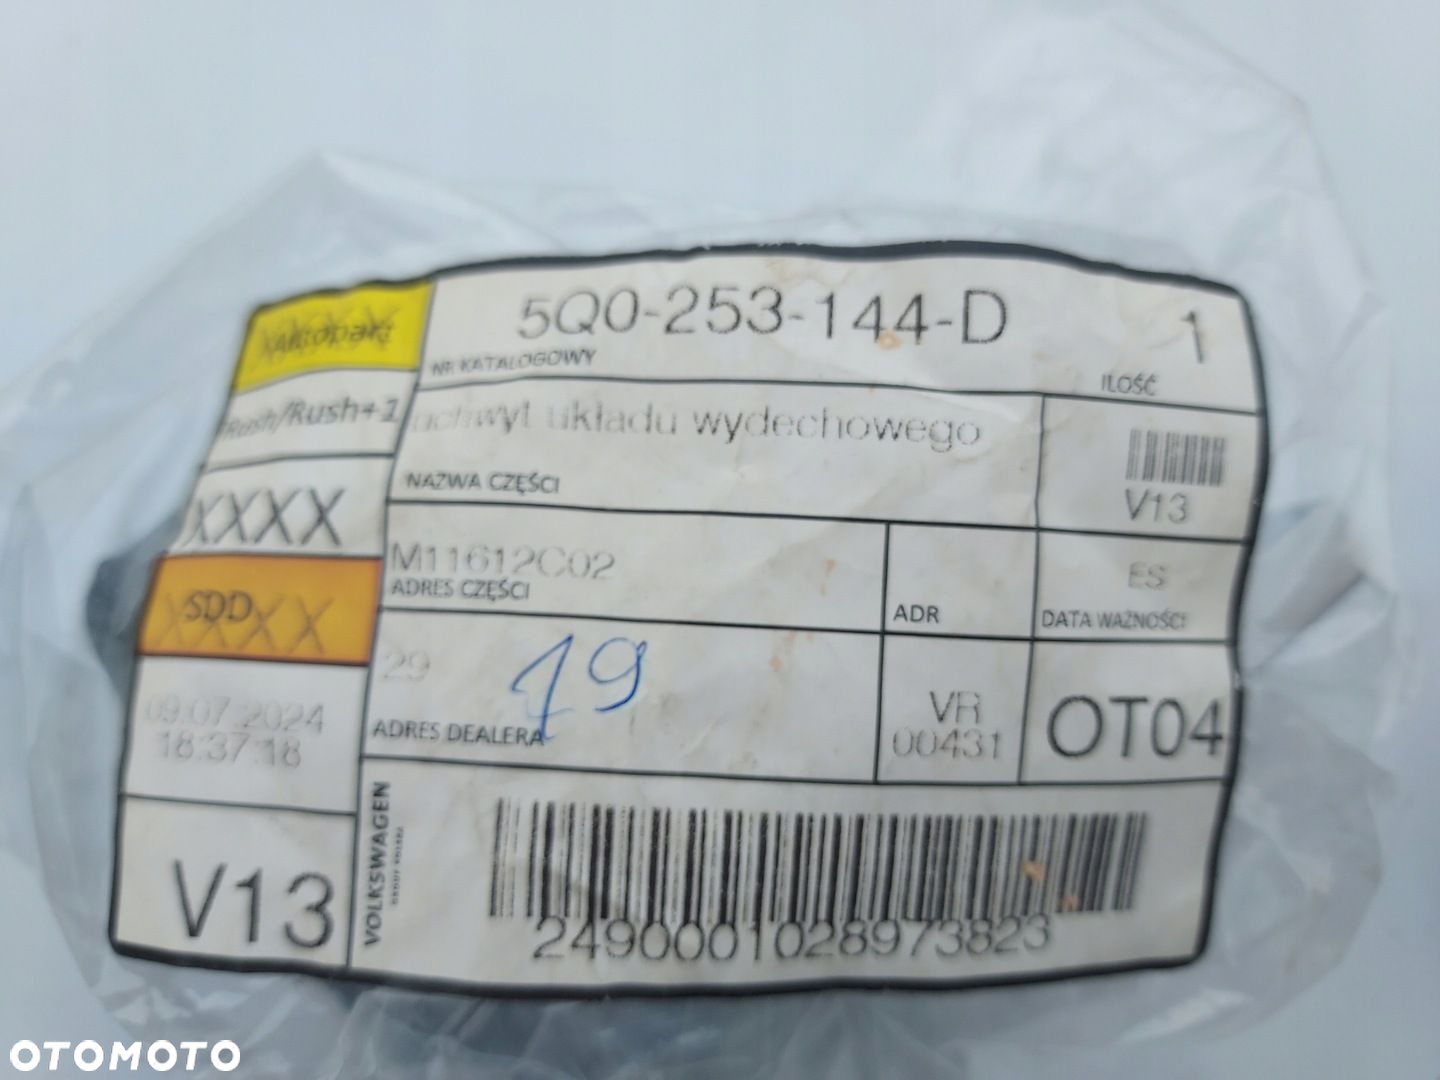 5Q0-253-144-D
1
NR KATALOGOWY
ILOŚĆ
Rush/Rush+1
uchwyt układu wydechowego
NAZWA CZĘŚCI
V13
XXXX
M11612C02
ADRES CZĘŚCI
ADR
ES
DATA WAŻNOŚCI
SDD
XXXX
29
19
ADRES DEALERA
VR
00431
OT04
09.07.2024
18:37:18
V13
VOLKSWAGEN
2490001028973823
OTOMOTO